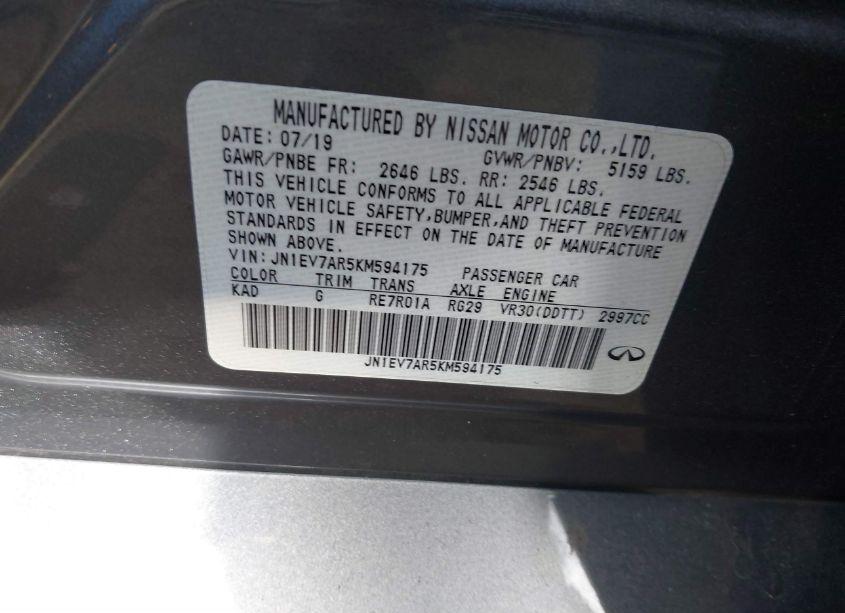 MANUFACTURED BY NISSAN MOTOR CO.,LTD.
DATE: 07/19 GVWR/PNBV: 5159 LBS.
GAWR/PNBE FR: 2646 LBS. RR: 2546 LBS.
THIS VEHICLE CONFORMS TO ALL APPLICABLE FEDERAL
MOTOR VEHICLE SAFETY,BUMPER,AND THEFT PREVENTION
STANDARDS IN EFFECT ON THE DATE OF MANUFACTURE
SHOWN ABOVE.
VIN:JN1EV7AR5KM594175 PASSENGER CAR
COLOR TRIM TRANS AXLE ENGINE
KAD G RE7R01A RG29 VR30(DDTT) 2997CC
JN1EV7AR5KM594175